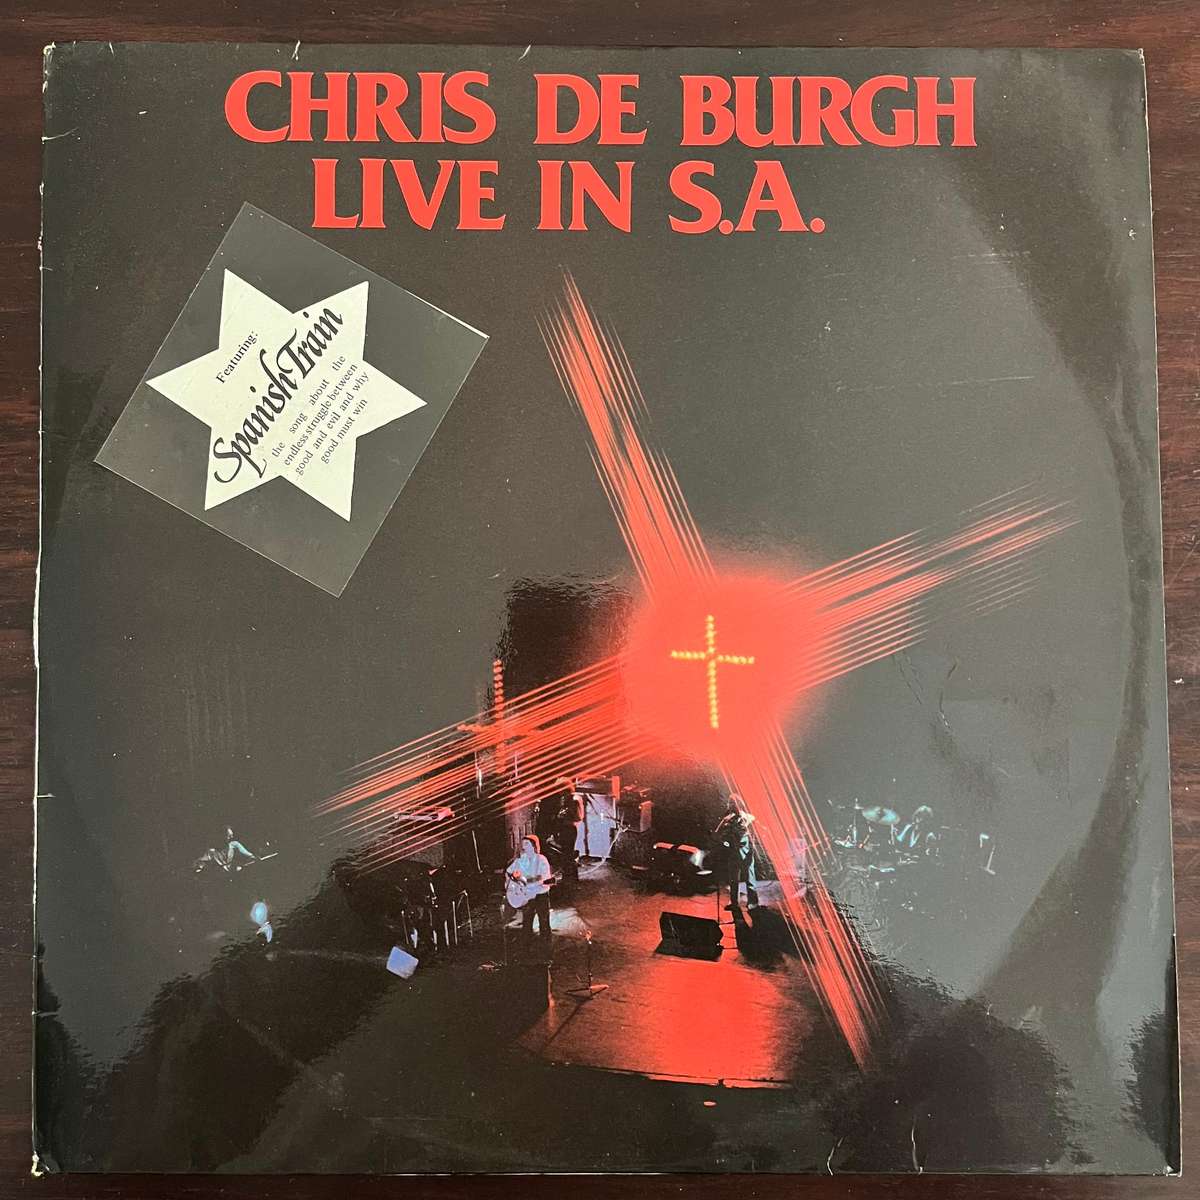 CHRIS DE BURGH
LIVE IN S.A.
Featuring:
Spanish Train
the song about the
endless struggle between
good and evil and why
good must win